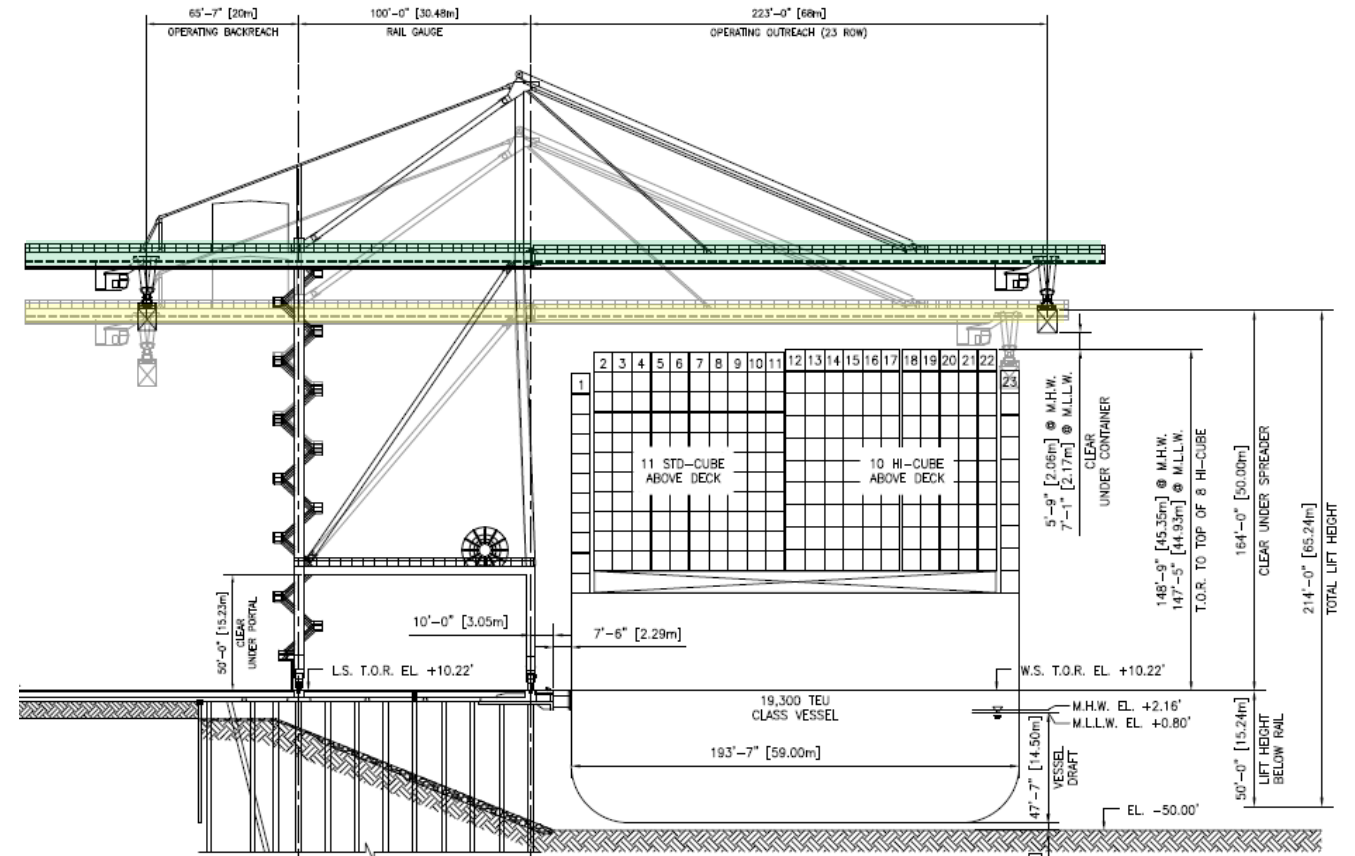 65'-7" [20m]
OPERATING BACKREACH
100'-0" [30.48m]
RAIL GAUGE
223'-0" [68m]
OPERATING OUTREACH (23 ROW)
1 2 3 4 5 6 7 8 9 10 11 12 13 14 15 16 17 18 19 20 21 22 23
11 STD-CUBE
ABOVE DECK
10 HI-CUBE
ABOVE DECK
5'-9" [2.06m] @ M.H.W.
7'-1" [2.17m] @ M.L.L.W.
CLEAR
UNDER CONTAINER
148'-9" [45.35m] @ M.H.W.
147'-5" [44.93m] @ M.L.L.W.
T.O.R. TO TOP OF 8 HI-CUBE
164'-0" [50.00m]
CLEAR UNDER SPREADER
214'-0" [65.24m]
TOTAL LIFT HEIGHT
50'-0" [15.23m]
CLEAR
UNDER PORTAL
10'-0" [3.05m]
7'-6" [2.29m]
L.S. T.O.R. EL. +10.22'
W.S. T.O.R. EL. +10.22'
19,300 TEU
CLASS VESSEL
M.H.W. EL. +2.16'
M.L.L.W. EL. +0.80'
193'-7" [59.00m]
47'-7" [14.50m]
VESSEL
DRAFT
50'-0" [15.24m]
LIFT HEIGHT
BELOW RAIL
EL. -50.00'